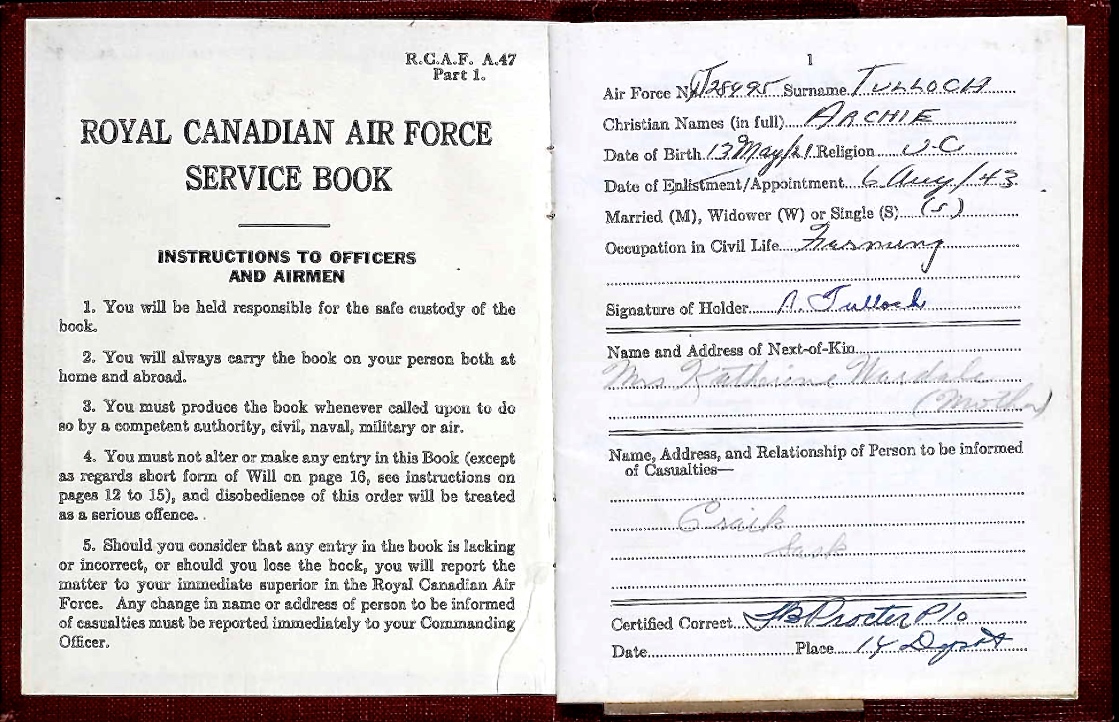 R.C.A.F. A.47
Part 1.
ROYAL CANADIAN AIR FORCE
SERVICE BOOK
INSTRUCTIONS TO OFFICERS
AND AIRMEN
1. You will be held responsible for the safe custody of the
book.
2. You will always carry the book on your person both at
home and abroad.
3. You must produce the book whenever called upon to do
so by a competent authority, civil, naval, military or air.
4. You must not alter or make any entry in this Book (except
as regards short form of Will on page 16, see instructions on
pages 12 to 15), and disobedience of this order will be treated
as a serious offence.
5. Should you consider that any entry in the book is lacking
or incorrect, or should you lose the book, you will report the
matter to your immediate superior in the Royal Canadian Air
Force. Any change in name or address of person to be informed
of casualties must be reported immediately to your Commanding
Officer.
1
Air Force No. Surname TULLOCH
Christian Names (in full) ARCHIE
Date of Birth 13 May/21 Religion U-C
Date of Enlistment/Appointment 6 Aug/43
Married (M), Widower (W) or Single (S) (S)
Occupation in Civil Life Farming
Signature of Holder A. Tulloch
Name and Address of Next-of-Kin
Mrs Katherine Wardale
(Mother)
Name, Address, and Relationship of Person to be informed
of Casualties—
Craik
Sask
Certified Correct JB Procter P/o
Date Place 14 Depot